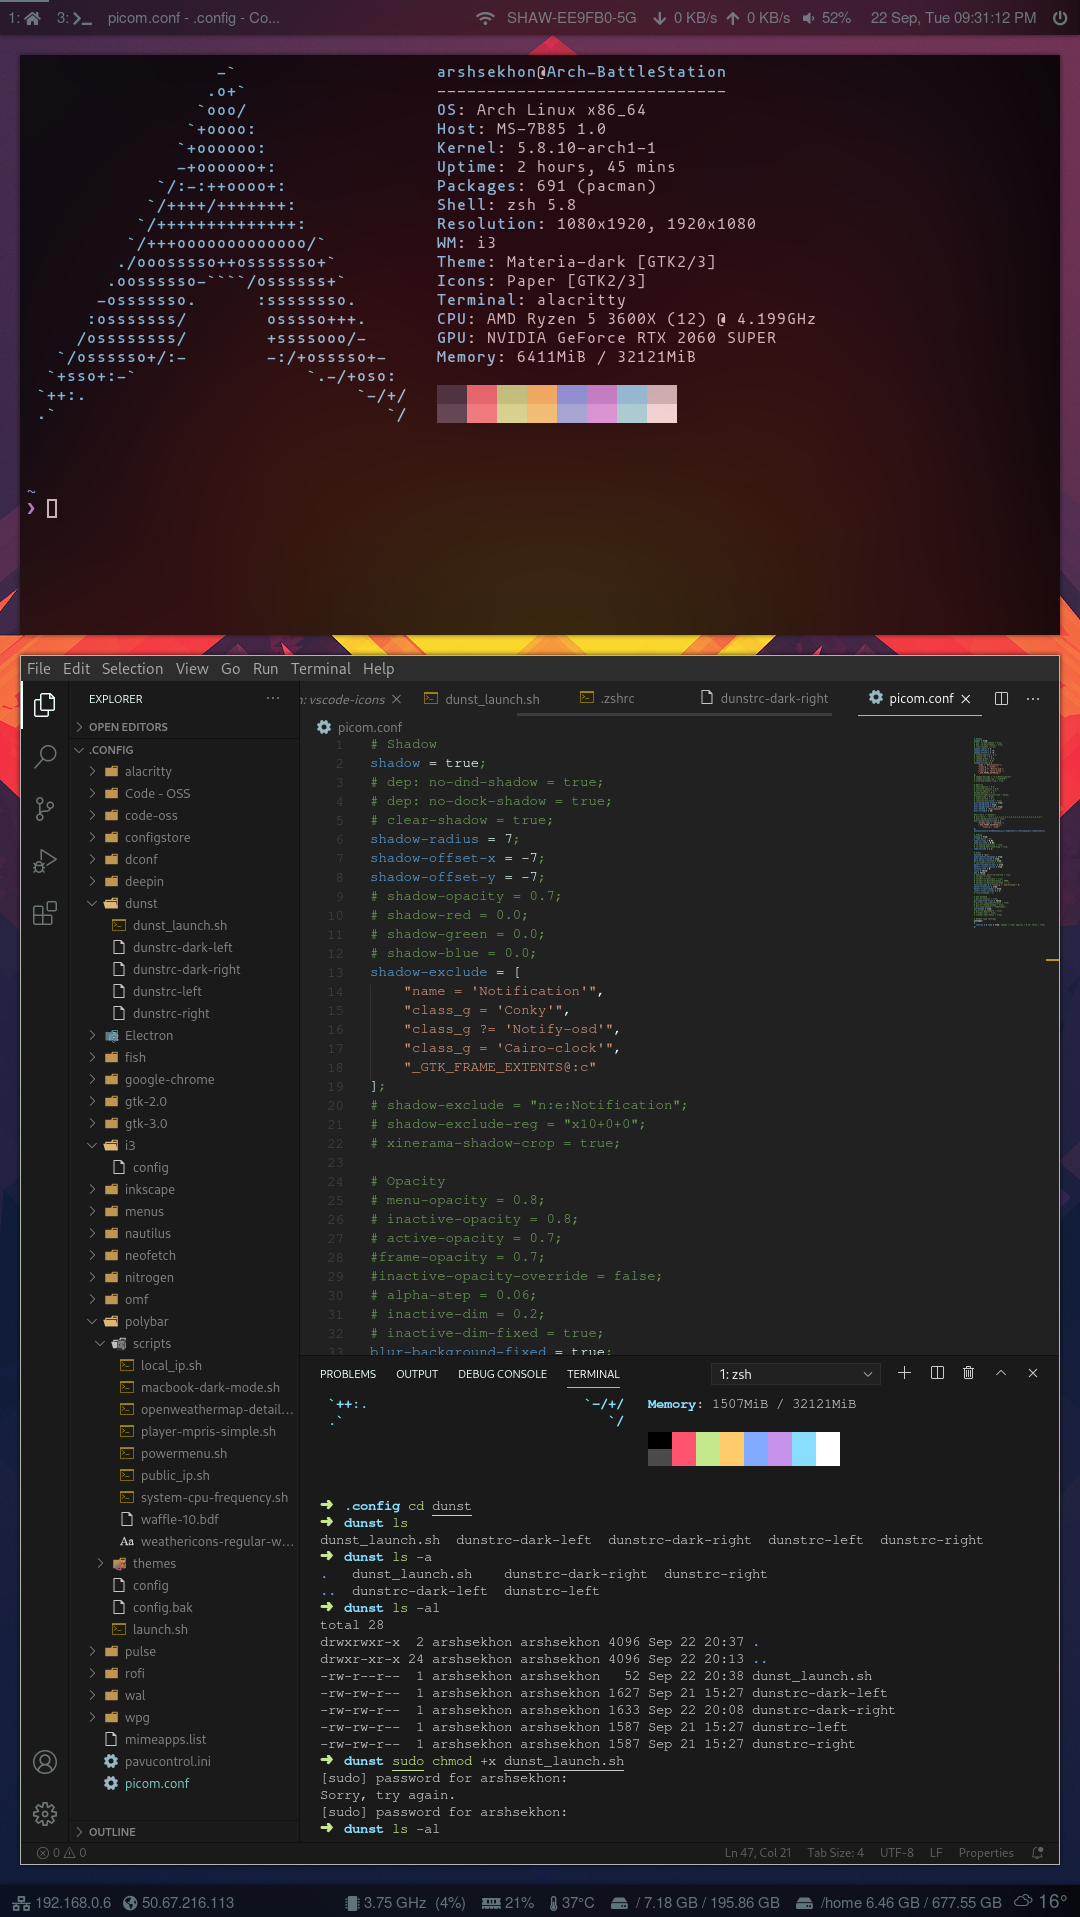 1: 3: picom.conf - .config - Co... SHAW-EE9FB0-5G 0 KB/s 0 KB/s 52% 22 Sep, Tue 09:31:12 PM
-`
.o+`
`ooo/
`+oooo:
`+oooooo:
-+oooooo+:
`/:-:++oooo+:
`/++++/+++++++:
`/++++++++++++++:
`/+++ooooooooooooo/`
./ooosssso++osssssso+`
.oossssso-````/ossssss+`
-osssssso. :ssssssso.
:osssssss/ osssso+++.
/ossssssss/ +ssssooo/-
`/ossssso+/:- -:/+osssso+-
`+sso+:-` `.-/+oso:
`++:. `-/+/
.` `/
arshsekhon@Arch-BattleStation
-----------------------------
OS: Arch Linux x86_64
Host: MS-7B85 1.0
Kernel: 5.8.10-arch1-1
Uptime: 2 hours, 45 mins
Packages: 691 (pacman)
Shell: zsh 5.8
Resolution: 1080x1920, 1920x1080
WM: i3
Theme: Materia-dark [GTK2/3]
Icons: Paper [GTK2/3]
Terminal: alacritty
CPU: AMD Ryzen 5 3600X (12) @ 4.199GHz
GPU: NVIDIA GeForce RTX 2060 SUPER
Memory: 6411MiB / 32121MiB
~
❯
File Edit Selection View Go Run Terminal Help
EXPLORER ...
OPEN EDITORS
.CONFIG
alacritty
Code - OSS
code-oss
configstore
dconf
deepin
dunst
dunst_launch.sh
dunstrc-dark-left
dunstrc-dark-right
dunstrc-left
dunstrc-right
Electron
fish
google-chrome
gtk-2.0
gtk-3.0
i3
config
inkscape
menus
nautilus
neofetch
nitrogen
omf
polybar
scripts
local_ip.sh
macbook-dark-mode.sh
openweathermap-detail...
player-mpris-simple.sh
powermenu.sh
public_ip.sh
system-cpu-frequency.sh
waffle-10.bdf
Aa weathericons-regular-w...
themes
config
config.bak
launch.sh
pulse
rofi
wal
wpg
mimeapps.list
pavucontrol.ini
picom.conf
OUTLINE
n: vscode-icons dunst_launch.sh .zshrc dunstrc-dark-right picom.conf ...
picom.conf
1 # Shadow
2 shadow = true;
3 # dep: no-dnd-shadow = true;
4 # dep: no-dock-shadow = true;
5 # clear-shadow = true;
6 shadow-radius = 7;
7 shadow-offset-x = -7;
8 shadow-offset-y = -7;
9 # shadow-opacity = 0.7;
10 # shadow-red = 0.0;
11 # shadow-green = 0.0;
12 # shadow-blue = 0.0;
13 shadow-exclude = [
14 "name = 'Notification'",
15 "class_g = 'Conky'",
16 "class_g ?= 'Notify-osd'",
17 "class_g = 'Cairo-clock'",
18 "_GTK_FRAME_EXTENTS@:c"
19 ];
20 # shadow-exclude = "n:e:Notification";
21 # shadow-exclude-reg = "x10+0+0";
22 # xinerama-shadow-crop = true;
23
24 # Opacity
25 # menu-opacity = 0.8;
26 # inactive-opacity = 0.8;
27 # active-opacity = 0.7;
28 #frame-opacity = 0.7;
29 #inactive-opacity-override = false;
30 # alpha-step = 0.06;
31 # inactive-dim = 0.2;
32 # inactive-dim-fixed = true;
33 blur-background-fixed = true;
PROBLEMS OUTPUT DEBUG CONSOLE TERMINAL 1: zsh
`++:. `-/+/ Memory: 1507MiB / 32121MiB
.` `/
➜ .config cd dunst
➜ dunst ls
dunst_launch.sh dunstrc-dark-left dunstrc-dark-right dunstrc-left dunstrc-right
➜ dunst ls -a
. dunst_launch.sh dunstrc-dark-right dunstrc-right
.. dunstrc-dark-left dunstrc-left
➜ dunst ls -al
total 28
drwxrwxr-x 2 arshsekhon arshsekhon 4096 Sep 22 20:37 .
drwxr-xr-x 24 arshsekhon arshsekhon 4096 Sep 22 20:13 ..
-rw-r--r-- 1 arshsekhon arshsekhon 52 Sep 22 20:38 dunst_launch.sh
-rw-rw-r-- 1 arshsekhon arshsekhon 1627 Sep 21 15:27 dunstrc-dark-left
-rw-rw-r-- 1 arshsekhon arshsekhon 1633 Sep 22 20:08 dunstrc-dark-right
-rw-rw-r-- 1 arshsekhon arshsekhon 1587 Sep 21 15:27 dunstrc-left
-rw-rw-r-- 1 arshsekhon arshsekhon 1587 Sep 21 15:27 dunstrc-right
➜ dunst sudo chmod +x dunst_launch.sh
[sudo] password for arshsekhon:
Sorry, try again.
[sudo] password for arshsekhon:
➜ dunst ls -al
0 0 Ln 47, Col 21 Tab Size: 4 UTF-8 LF Properties
192.168.0.6 50.67.216.113 3.75 GHz (4%) 21% 37°C / 7.18 GB / 195.86 GB /home 6.46 GB / 677.55 GB 16°